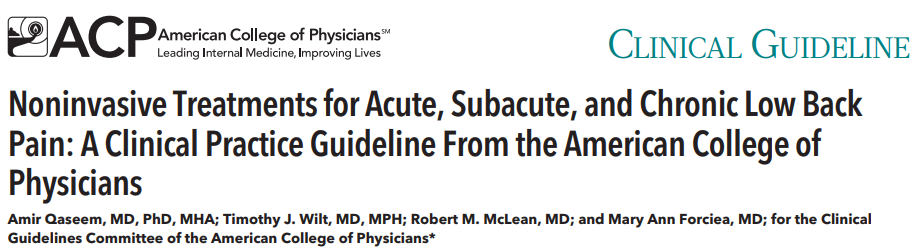 ACP American College of Physicians℠
Leading Internal Medicine, Improving Lives
CLINICAL GUIDELINE
Noninvasive Treatments for Acute, Subacute, and Chronic Low Back
Pain: A Clinical Practice Guideline From the American College of
Physicians
Amir Qaseem, MD, PhD, MHA; Timothy J. Wilt, MD, MPH; Robert M. McLean, MD; and Mary Ann Forciea, MD; for the Clinical
Guidelines Committee of the American College of Physicians*